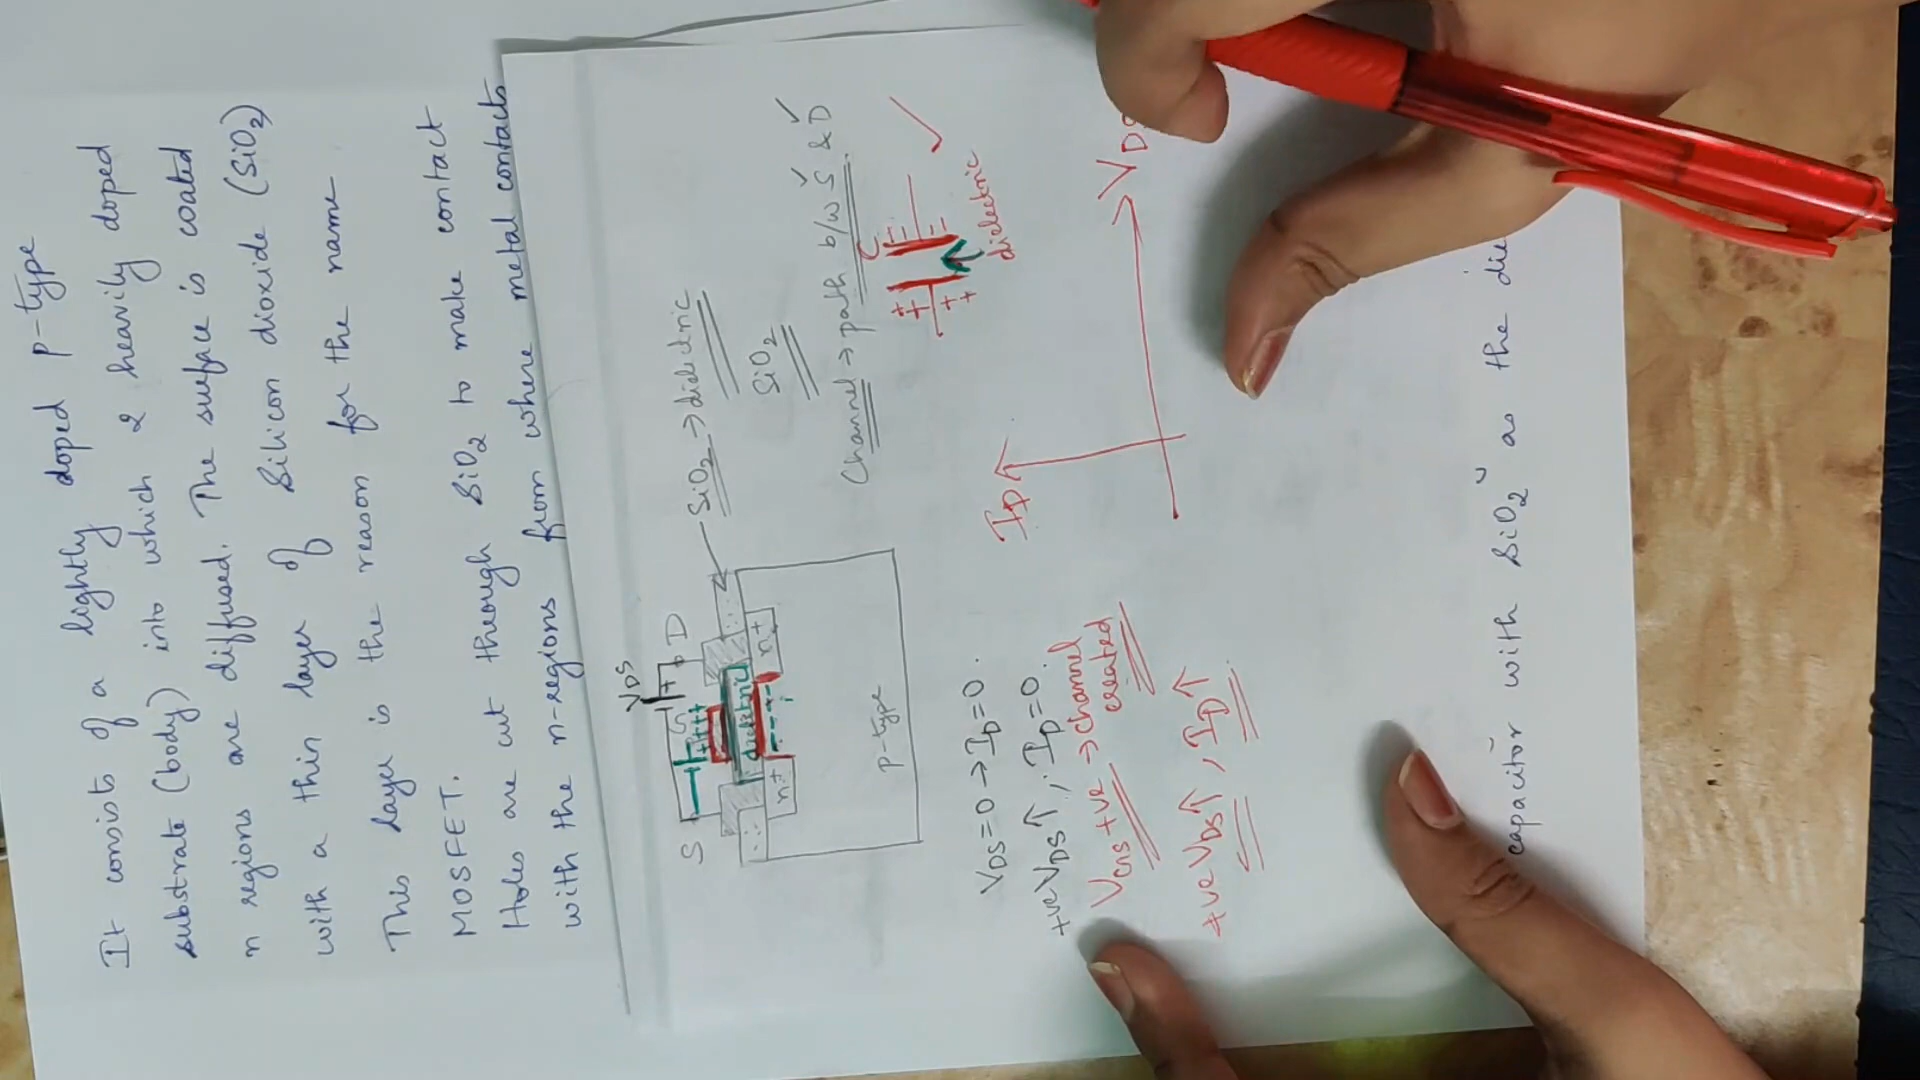 It consists of a lightly doped P-type
substrate (body) into which 2 heavily doped
n regions are diffused. The surface is coated
with a thin layer of Silicon dioxide (SiO2)
This layer is the reason for the name
MOSFET.
Holes are cut through SiO2 to make contact
with the n-regions from where metal contacts
VDS
S
G
D
+
SiO2 → dielectric
SiO2
dielectric
n+
n+
P-type
Channel → path b/w S & D
C
dielectric
VDS = 0 → ID = 0.
+ve VDS ↑, ID = 0.
VGS +ve → channel
created
+ve VDS ↑, ID ↑
ID
capacitor with SiO2 as the